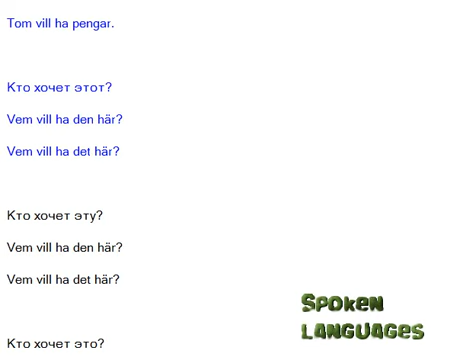 Tom vill ha pengar.
Кто хочет этот?
Vem vill ha den här?
Vem vill ha det här?
Кто хочет эту?
Vem vill ha den här?
Vem vill ha det här?
Кто хочет это?
Spoken
Languages